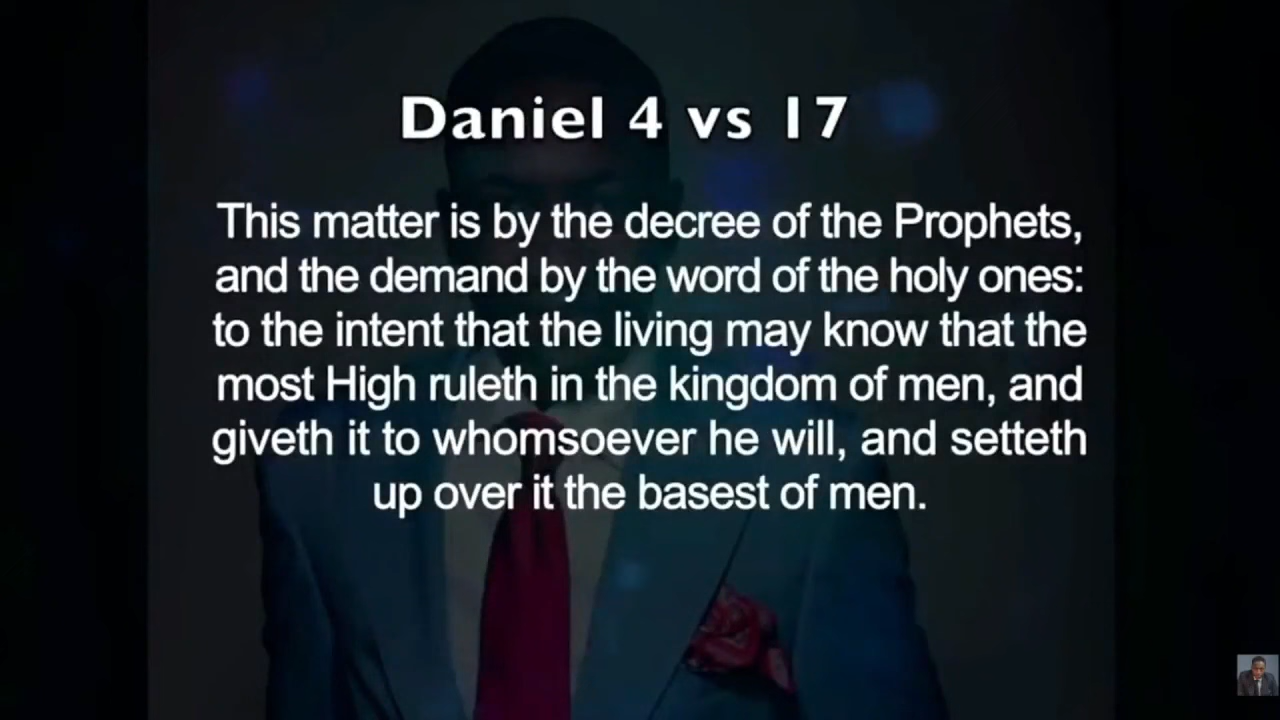 Daniel 4 vs 17
This matter is by the decree of the Prophets,
and the demand by the word of the holy ones:
to the intent that the living may know that the
most High ruleth in the kingdom of men, and
giveth it to whomsoever he will, and setteth
up over it the basest of men.